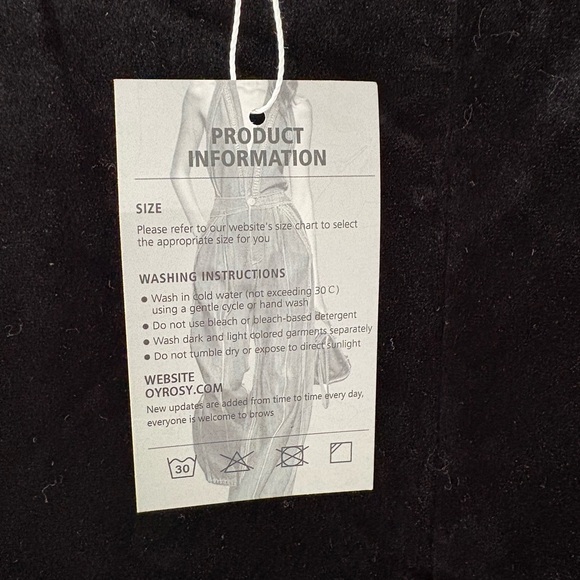 PRODUCT
INFORMATION
SIZE
Please refer to our website's size chart to select
the appropriate size for you
WASHING INSTRUCTIONS
• Wash in cold water (not exceeding 30 C)
using a gentle cycle or hand wash
• Do not use bleach or bleach-based detergent
• Wash dark and light colored garments separately
• Do not tumble dry or expose to direct sunlight
WEBSITE
OYROSY.COM
New updates are added from time to time every day,
everyone is welcome to brows
30